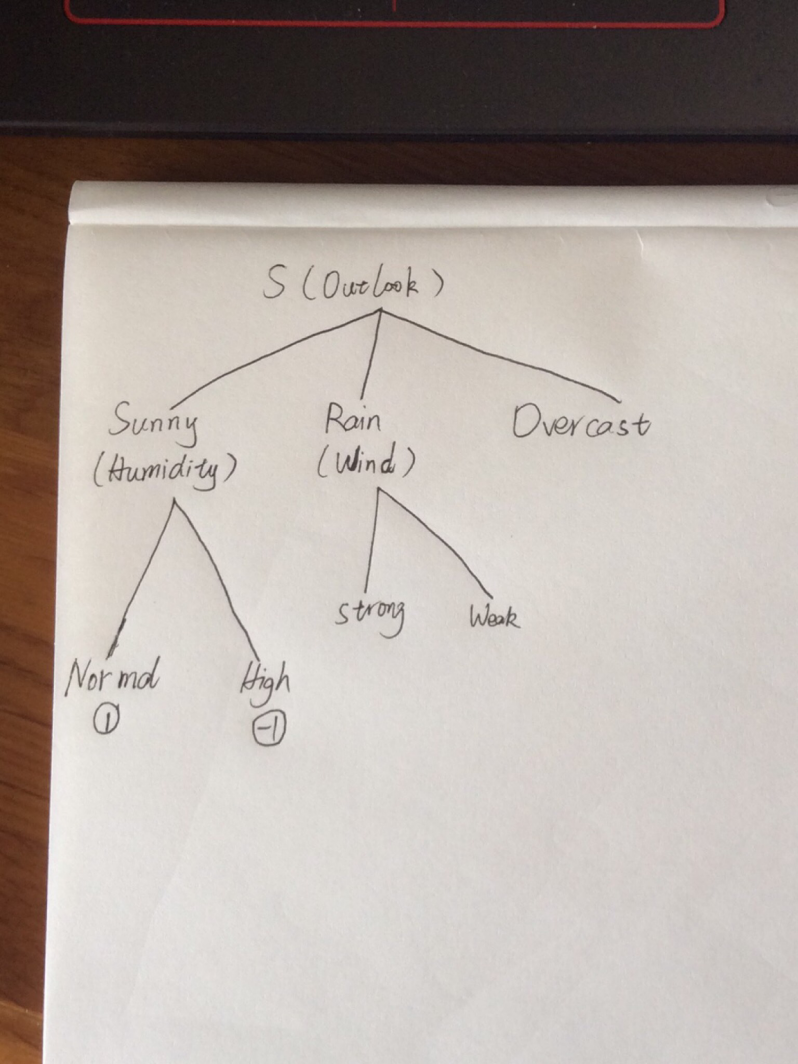 S (Outlook)
Sunny Rain Overcast
(Humidity) (Wind)
strong Weak
Normal High
1 -1